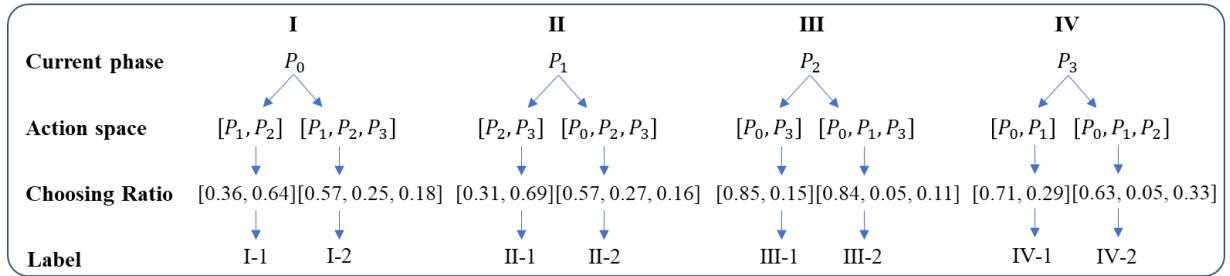 I II III IV
Current phase P₀ P₁ P₂ P₃
Action space [P₁, P₂] [P₁, P₂, P₃] [P₂, P₃] [P₀, P₂, P₃] [P₀, P₃] [P₀, P₁, P₃] [P₀, P₁] [P₀, P₁, P₂]
Choosing Ratio [0.36, 0.64] [0.57, 0.25, 0.18] [0.31, 0.69] [0.57, 0.27, 0.16] [0.85, 0.15] [0.84, 0.05, 0.11] [0.71, 0.29] [0.63, 0.05, 0.33]
Label I-1 I-2 II-1 II-2 III-1 III-2 IV-1 IV-2